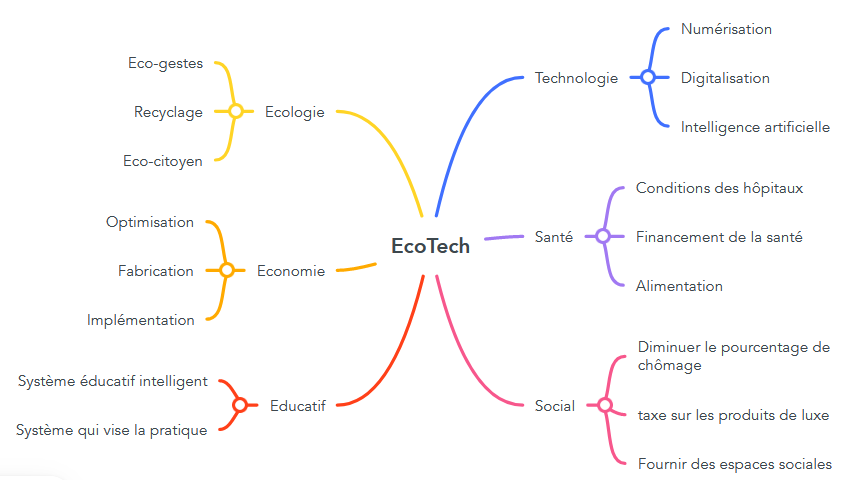 EcoTech
Technologie
Numérisation
Digitalisation
Intelligence artificielle
Santé
Conditions des hôpitaux
Financement de la santé
Alimentation
Social
Diminuer le pourcentage de
chômage
taxe sur les produits de luxe
Fournir des espaces sociales
Ecologie
Eco-gestes
Recyclage
Eco-citoyen
Economie
Optimisation
Fabrication
Implémentation
Educatif
Système éducatif intelligent
Système qui vise la pratique